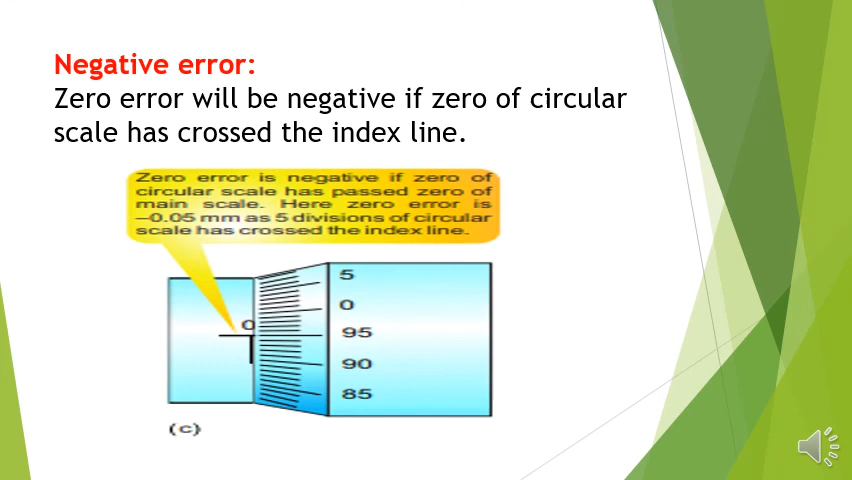 Negative error:
Zero error will be negative if zero of circular
scale has crossed the index line.
Zero error is negative if zero of
circular scale has passed zero of
main scale. Here zero error is
–0.05 mm as 5 divisions of circular
scale has crossed the index line.
5
0
0
95
90
85
(c)